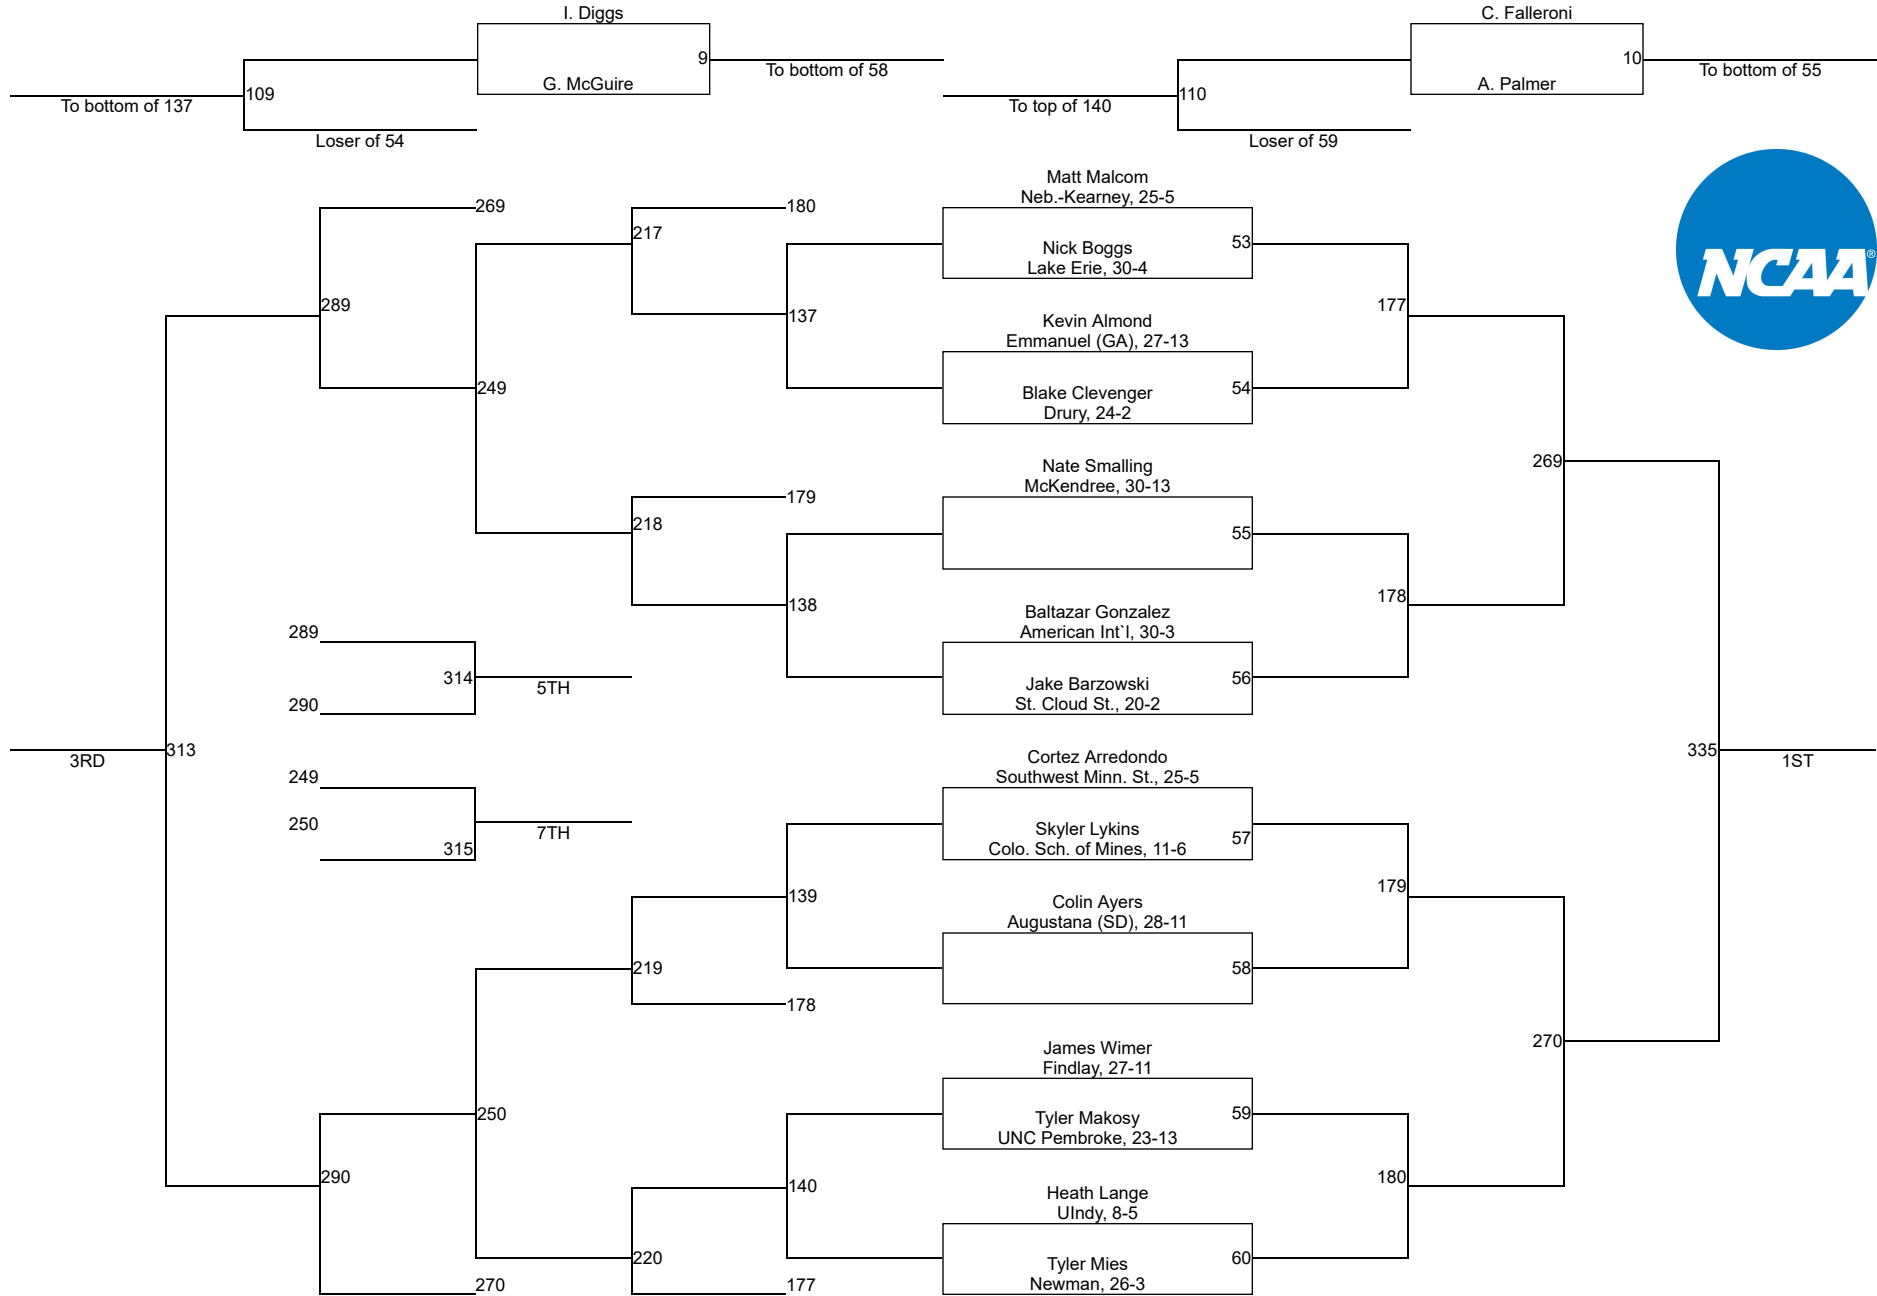 I. Diggs
9
G. McGuire
To bottom of 58
109
To bottom of 137
Loser of 54
C. Falleroni
10
A. Palmer
To bottom of 55
110
To top of 140
Loser of 59
NCAA®
Matt Malcom
Neb.-Kearney, 25-5
53
Nick Boggs
Lake Erie, 30-4
Kevin Almond
Emmanuel (GA), 27-13
54
Blake Clevenger
Drury, 24-2
Nate Smalling
McKendree, 30-13
55
Baltazar Gonzalez
American Int`l, 30-3
56
Jake Barzowski
St. Cloud St., 20-2
Cortez Arredondo
Southwest Minn. St., 25-5
57
Skyler Lykins
Colo. Sch. of Mines, 11-6
Colin Ayers
Augustana (SD), 28-11
58
James Wimer
Findlay, 27-11
59
Tyler Makosy
UNC Pembroke, 23-13
Heath Lange
UIndy, 8-5
60
Tyler Mies
Newman, 26-3
177
178
179
180
269
270
335
1ST
180
137
217
179
138
218
139
219
178
140
220
177
269
249
289
250
290
270
313
3RD
289
290
314
5TH
249
250
315
7TH